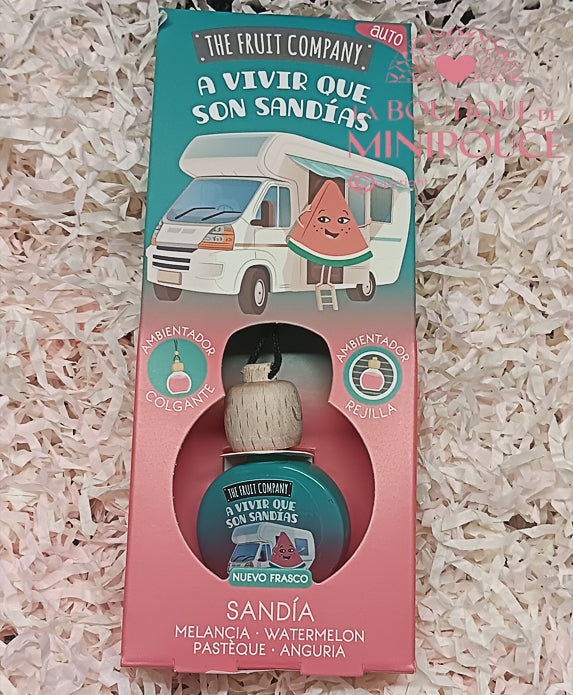 THE FRUIT COMPANY
auto
A VIVIR QUE
SON SANDÍAS
LA BOUTIQUE DE
MINIPOUCE
AMBIENTADOR
COLGANTE
AMBIENTADOR
REJILLA
THE FRUIT COMPANY
A VIVIR QUE
SON SANDÍAS
NUEVO FRASCO
SANDÍA
MELANCIA · WATERMELON
PASTÈQUE · ANGURIA